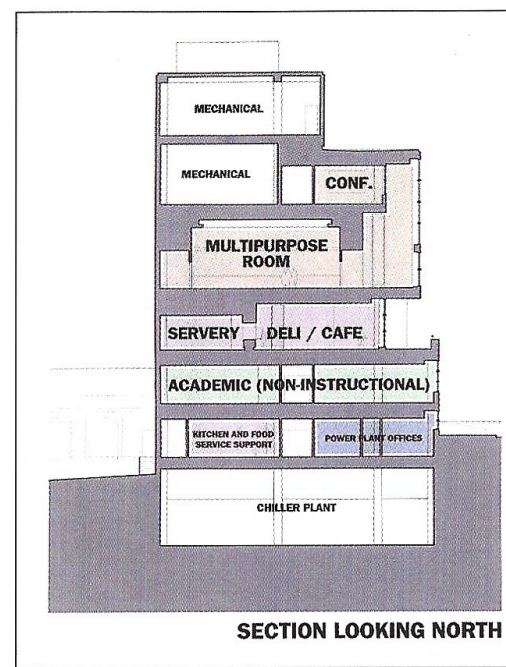 MECHANICAL
MECHANICAL
CONF.
MULTIPURPOSE
ROOM
SERVERY
DELI / CAFE
ACADEMIC (NON-INSTRUCTIONAL)
KITCHEN AND FOOD
SERVICE SUPPORT
POWER PLANT OFFICES
CHILLER PLANT
SECTION LOOKING NORTH